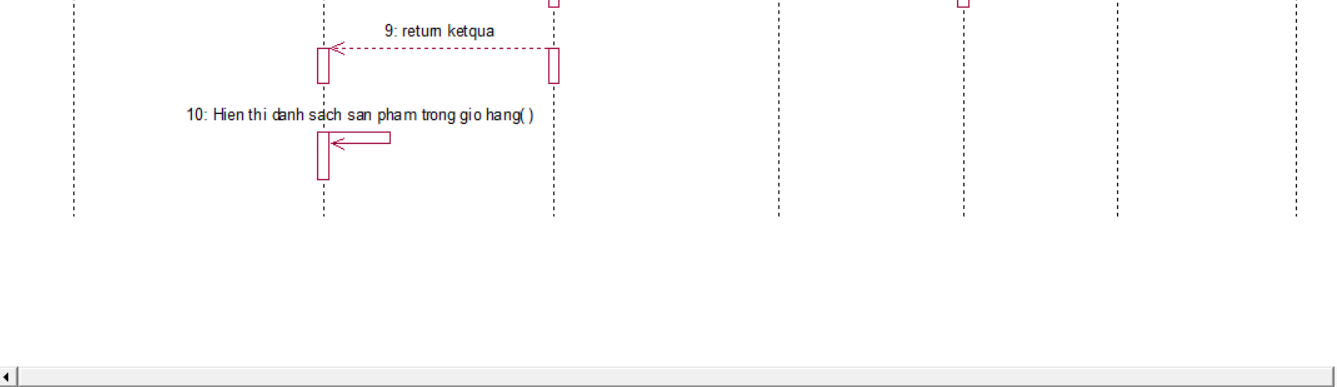 9: return ketqua
10: Hien thi danh sach san pham trong gio hang( )